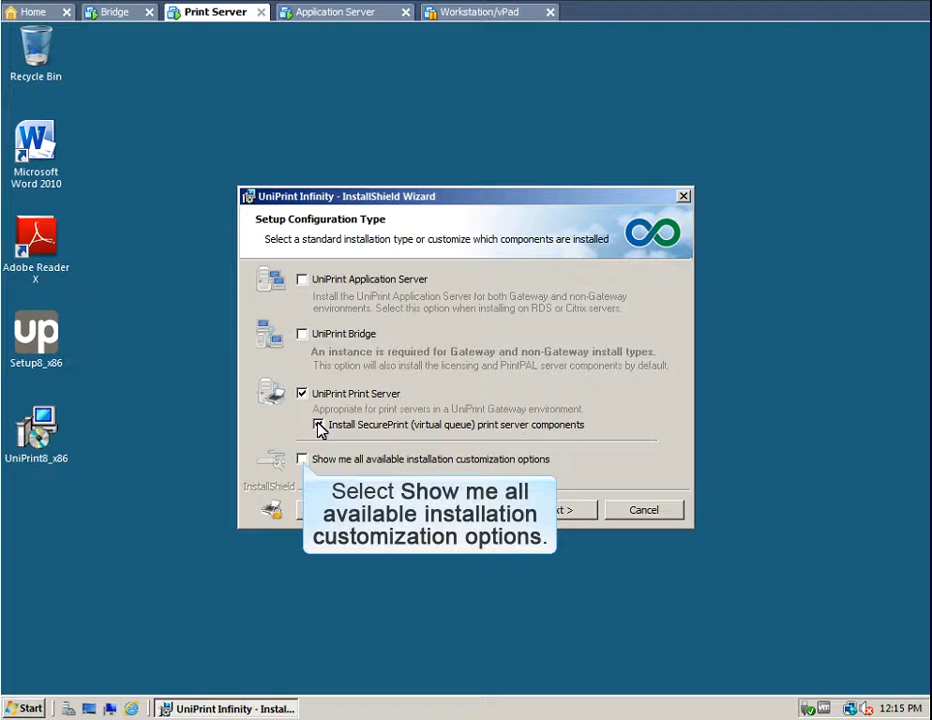 Home
Bridge
Print Server
Application Server
Workstation/vPad
Recycle Bin
Microsoft
Word 2010
Adobe Reader
X
up
Setup8_x86
UniPrint8_x86
UniPrint Infinity - InstallShield Wizard
Setup Configuration Type
Select a standard installation type or customize which components are installed
UniPrint Application Server
Install the UniPrint Application Server for both Gateway and non-Gateway
environments. Select this option when installing on RDS or Citrix servers.
UniPrint Bridge
An instance is required for Gateway and non-Gateway install types.
This option will also install the licensing and PrintPAL server components by default.
UniPrint Print Server
Appropriate for print servers in a UniPrint Gateway environment.
Install SecurePrint (virtual queue) print server components
Show me all available installation customization options
InstallShield
Select Show me all
available installation
customization options.
xt >
Cancel
Start
UniPrint Infinity - Instal...
12:15 PM